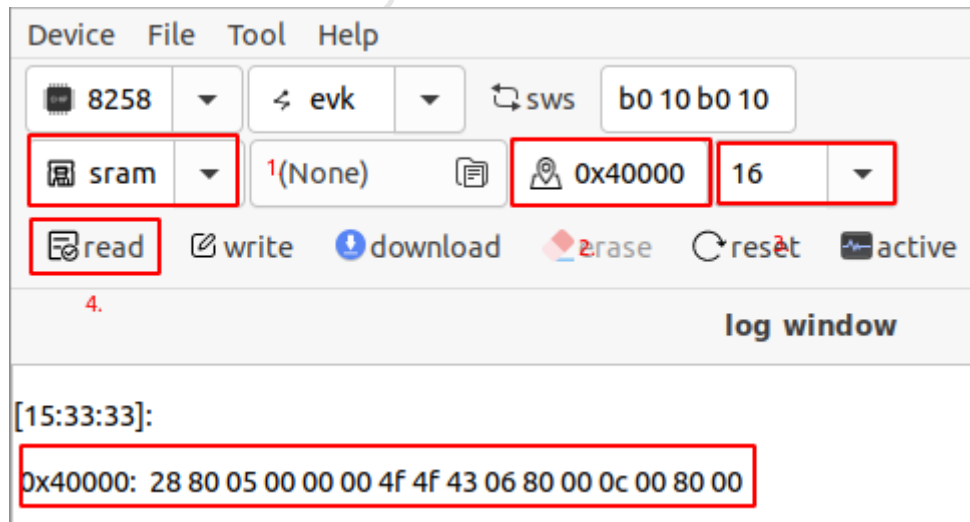 Device File Tool Help
8258 evk sws b0 10 b0 10
sram 1(None) 0x40000 16
read write download 2. erase reset 3. active
4.
log window
[15:33:33]:
0x40000: 28 80 05 00 00 00 4f 4f 43 06 80 00 0c 00 80 00